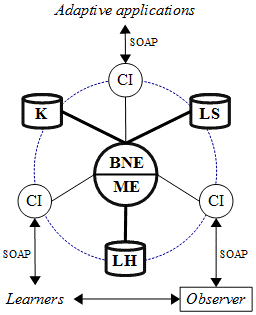 Adaptive applications
SOAP
CI
K
LS
BNE
ME
CI
CI
LH
SOAP
SOAP
Learners
Observer